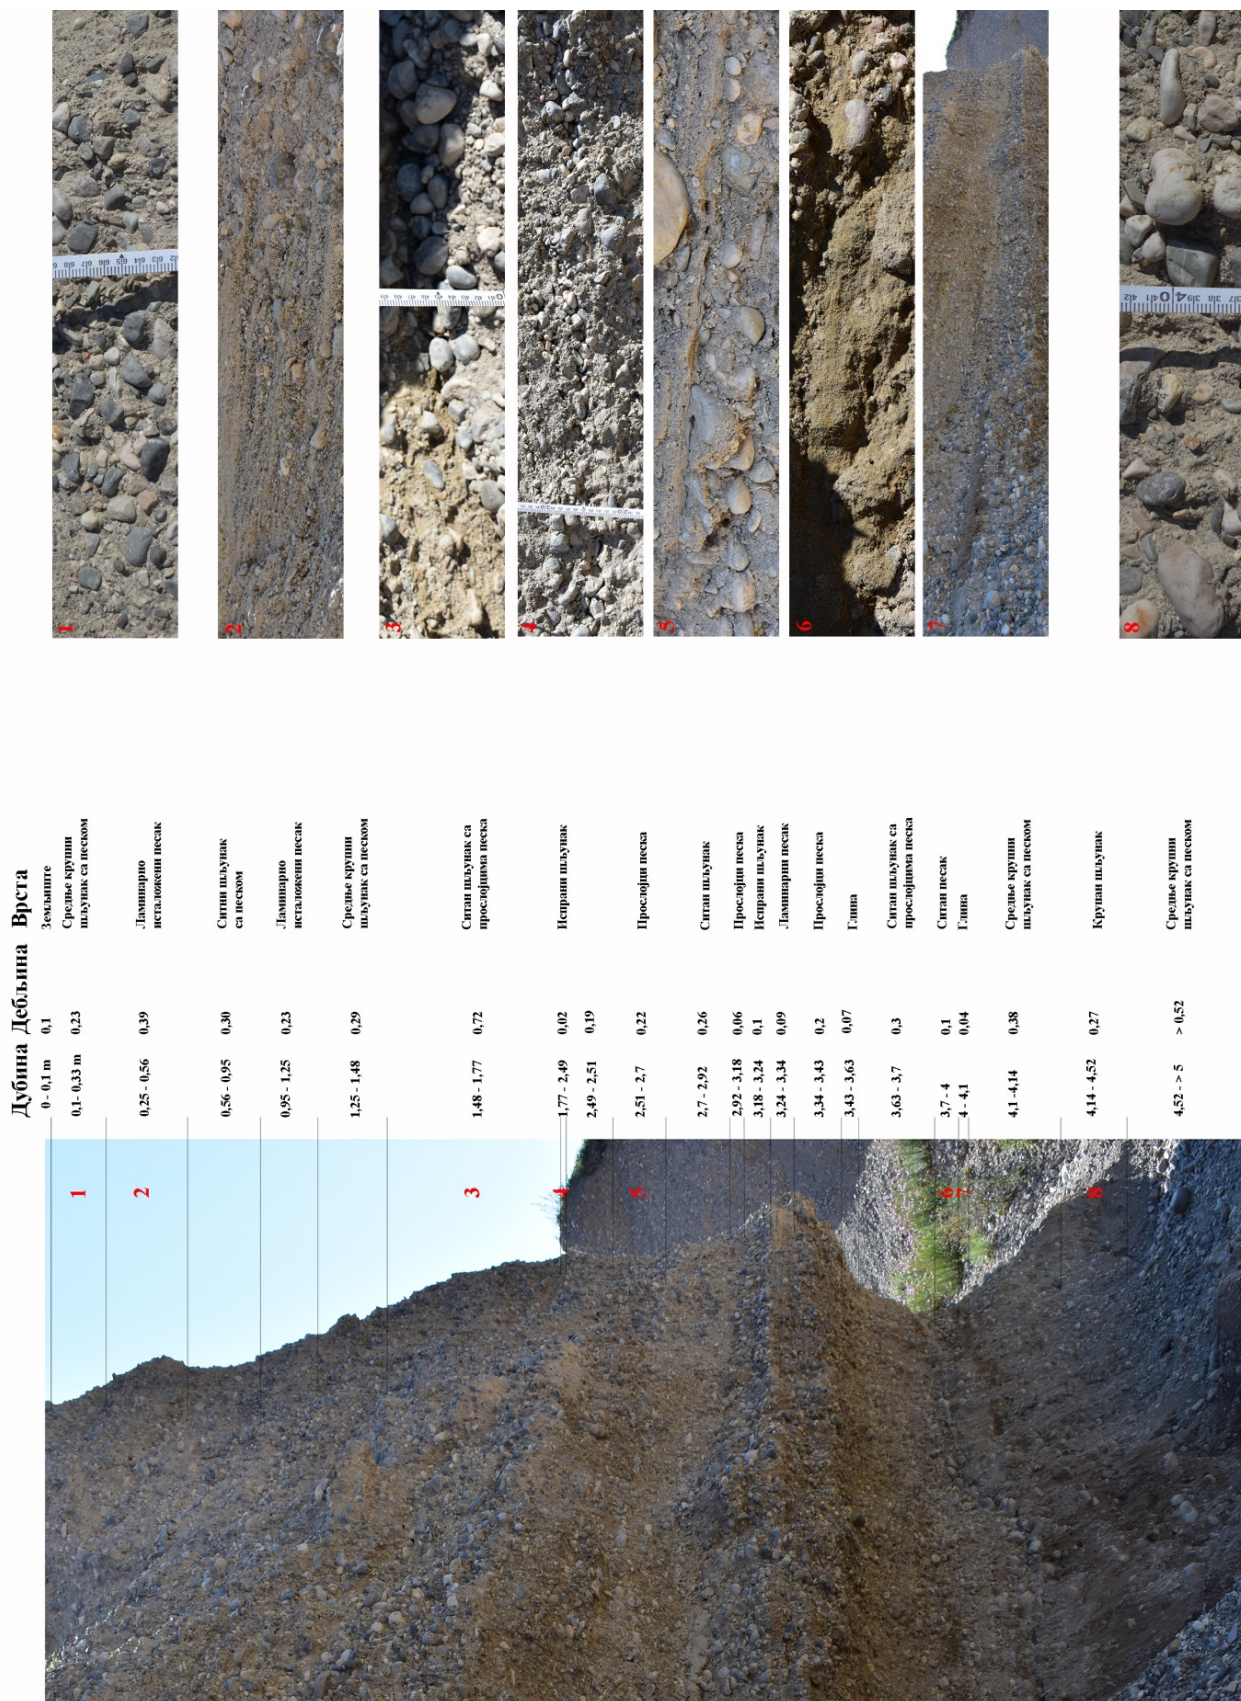 Дубина Дебљина Врста
0 - 0,1 m 0,1 Земљиште
1 0,1- 0,33 m 0,23 Средње крупни
шљунак са песком 1
2 0,25 - 0,56 0,39 Ламинарно
исталожени песак
0,56 - 0,95 0,30 Ситни шљунак
са песком 2
0,95 - 1,25 0,23 Ламинарно
исталожени песак
1,25 - 1,48 0,29 Средње крупни
шљунак са песком 3
3 1,48 - 1,77 0,72 Ситан шљунак са
прослојцима песка
4 1,77 - 2,49 0,02 Испрани шљунак 4
2,49 - 2,51 0,19
5 2,51 - 2,7 0,22 Прослојци песка 5
2,7 - 2,92 0,26 Ситан шљунак
2,92 - 3,18 0,06 Прослојци песка
3,18 - 3,24 0,1 Испрани шљунак
3,24 - 3,34 0,09 Ламинарни песак
3,34 - 3,43 0,2 Прослојци песка 6
3,43 - 3,63 0,07 Глина
3,63 - 3,7 0,3 Ситан шљунак са
прослојцима песка
6 3,7 - 4 0,1 Ситан песак 7
7 4 - 4,1 0,04 Глина
4,1 -4,14 0,38 Средње крупни
шљунак са песком
8 4,14 - 4,52 0,27 Крупан шљунак 8
4,52 - > 5 > 0,52 Средње крупни
шљунак са песком